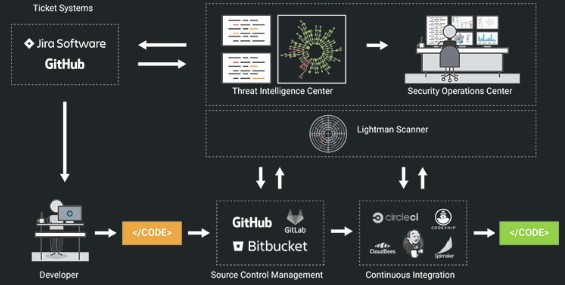 Ticket Systems
Jira Software
GitHub
Threat Intelligence Center
Security Operations Center
Lightman Scanner
Developer
</CODE>
GitHub
GitLab
Bitbucket
Source Control Management
circleci
CODESHIP
CloudBees
Spinnaker
Continuous Integration
</CODE>